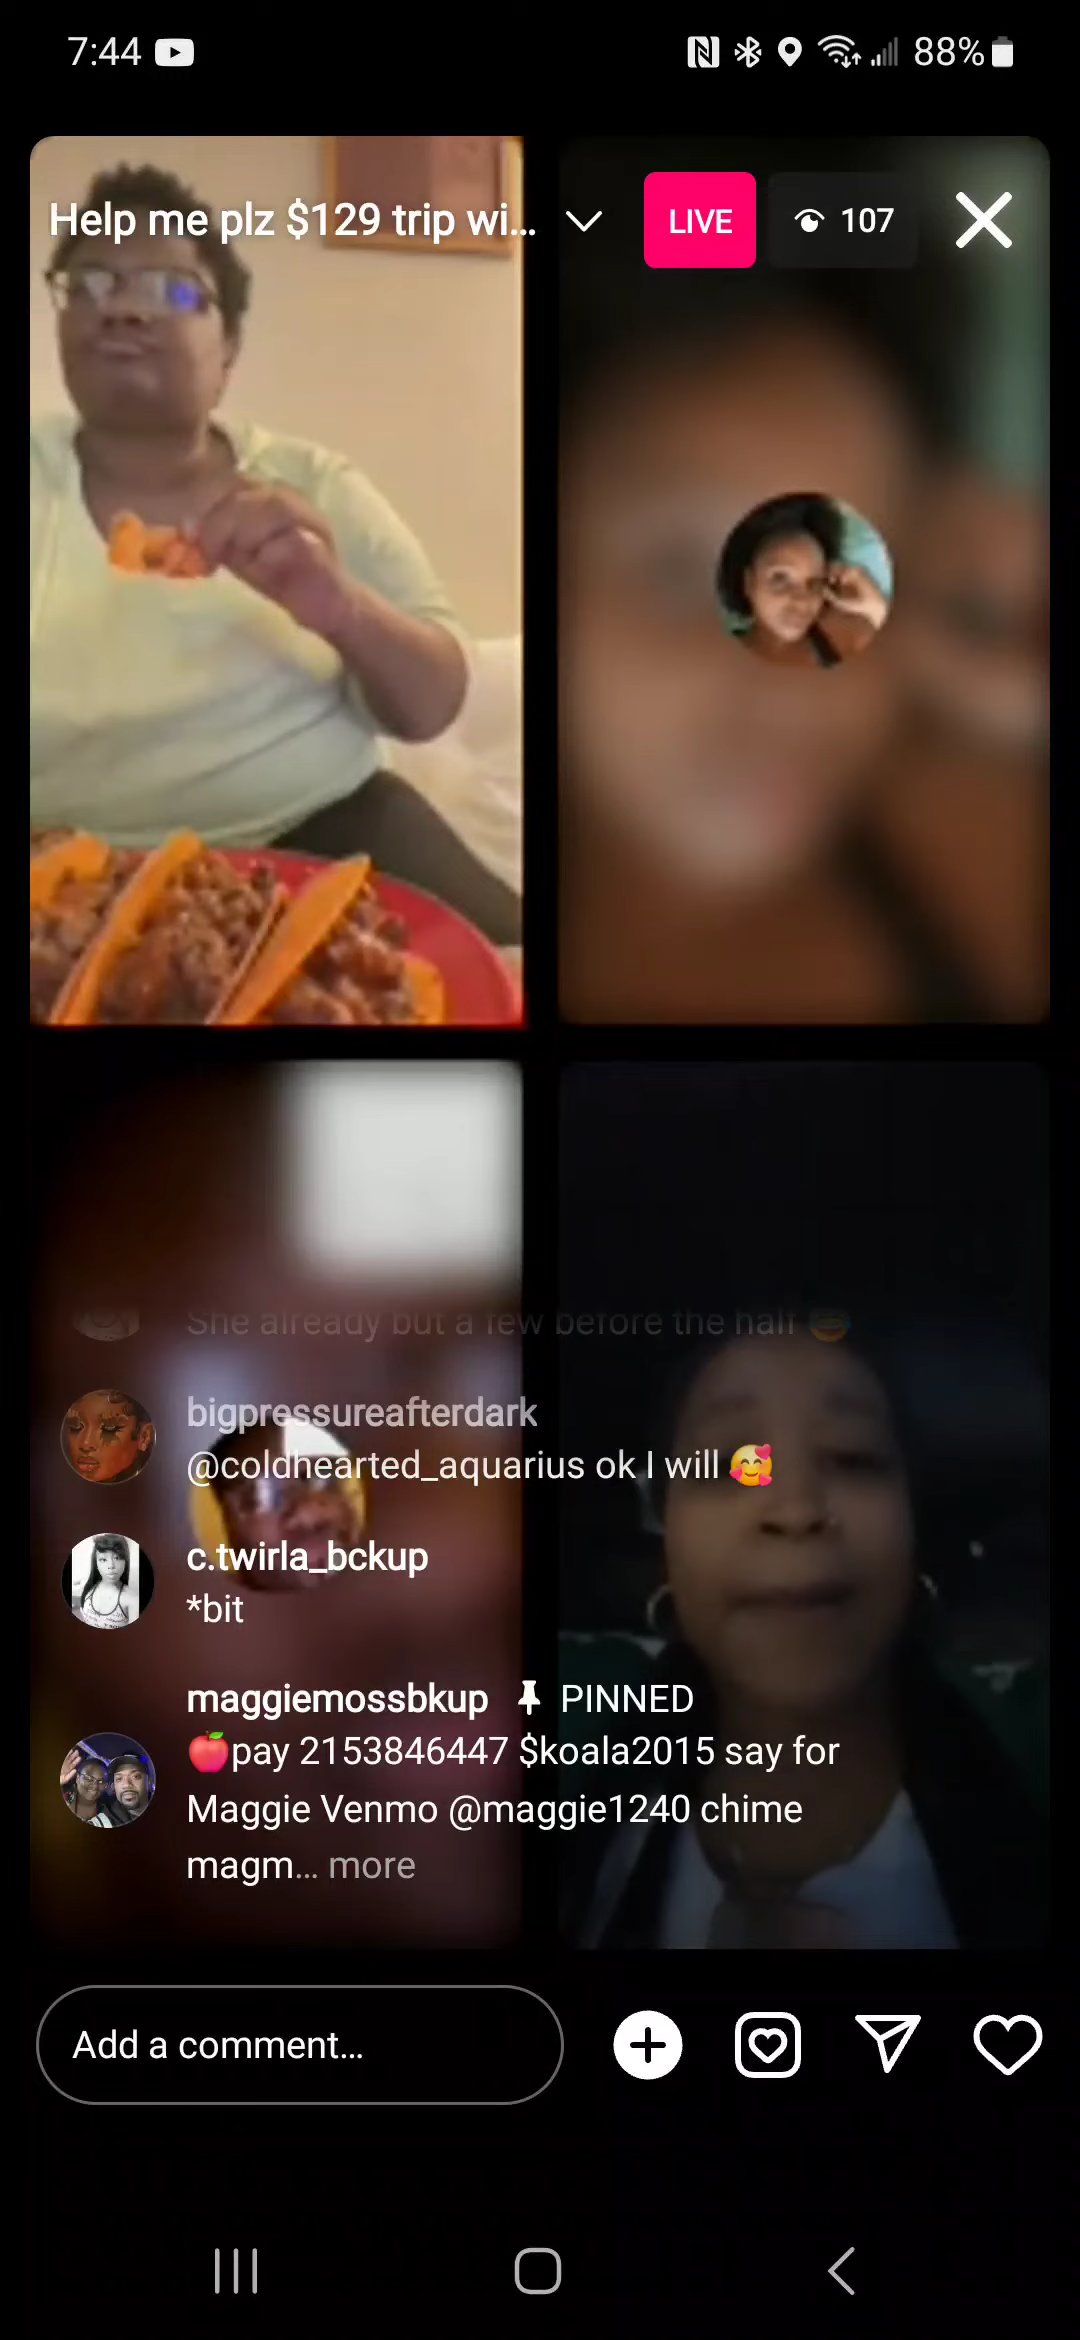 7:44
88%
Help me plz $129 trip wi...
LIVE
107
She already but a few before the half 😂
bigpressureafterdark
@coldhearted_aquarius ok I will 🥰
c.twirla_bckup
*bit
maggiemossbkup 📌 PINNED
🍎pay 2153846447 $koala2015 say for
Maggie Venmo @maggie1240 chime
magm... more
Add a comment...